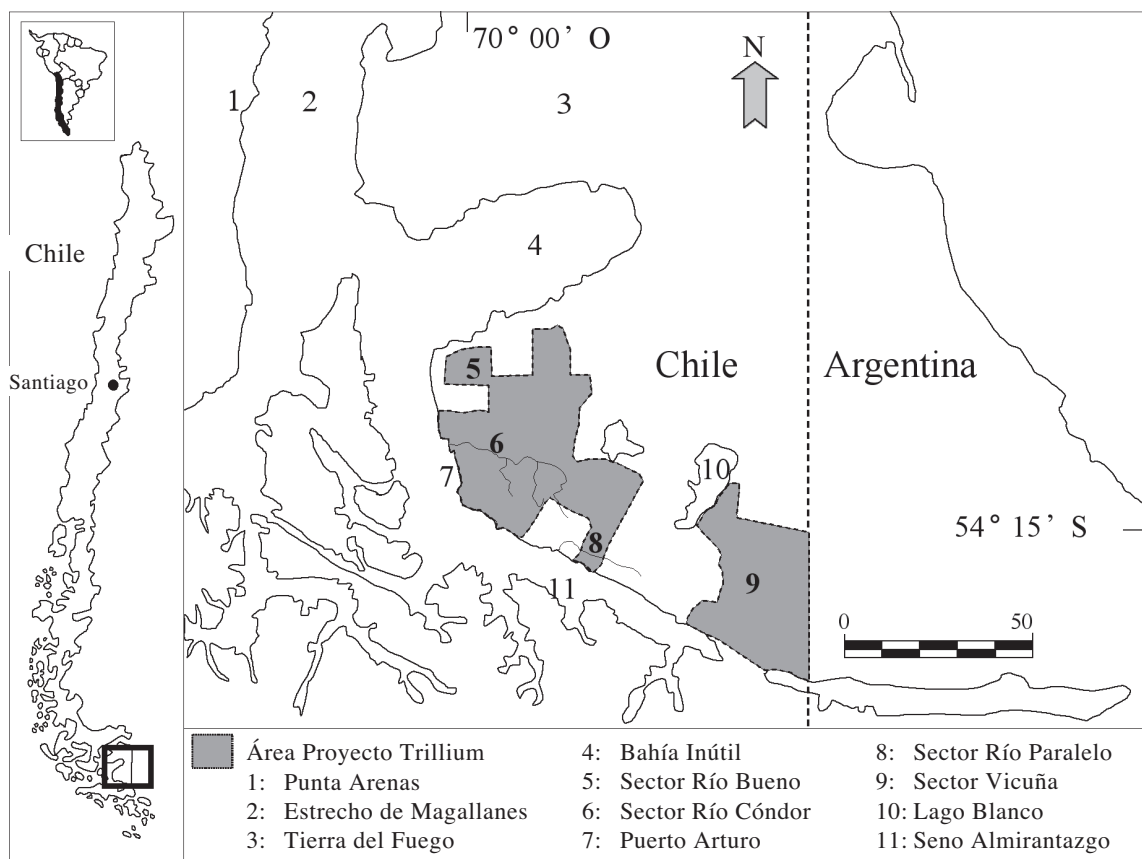 70° 00’ O
N
1
2
3
4
Chile
Santiago
5
Chile
Argentina
6
7
10
54° 15’ S
8
9
11
0
50
Área Proyecto Trillium
1: Punta Arenas
2: Estrecho de Magallanes
3: Tierra del Fuego
4: Bahía Inútil
5: Sector Río Bueno
6: Sector Río Cóndor
7: Puerto Arturo
8: Sector Río Paralelo
9: Sector Vicuña
10: Lago Blanco
11: Seno Almirantazgo